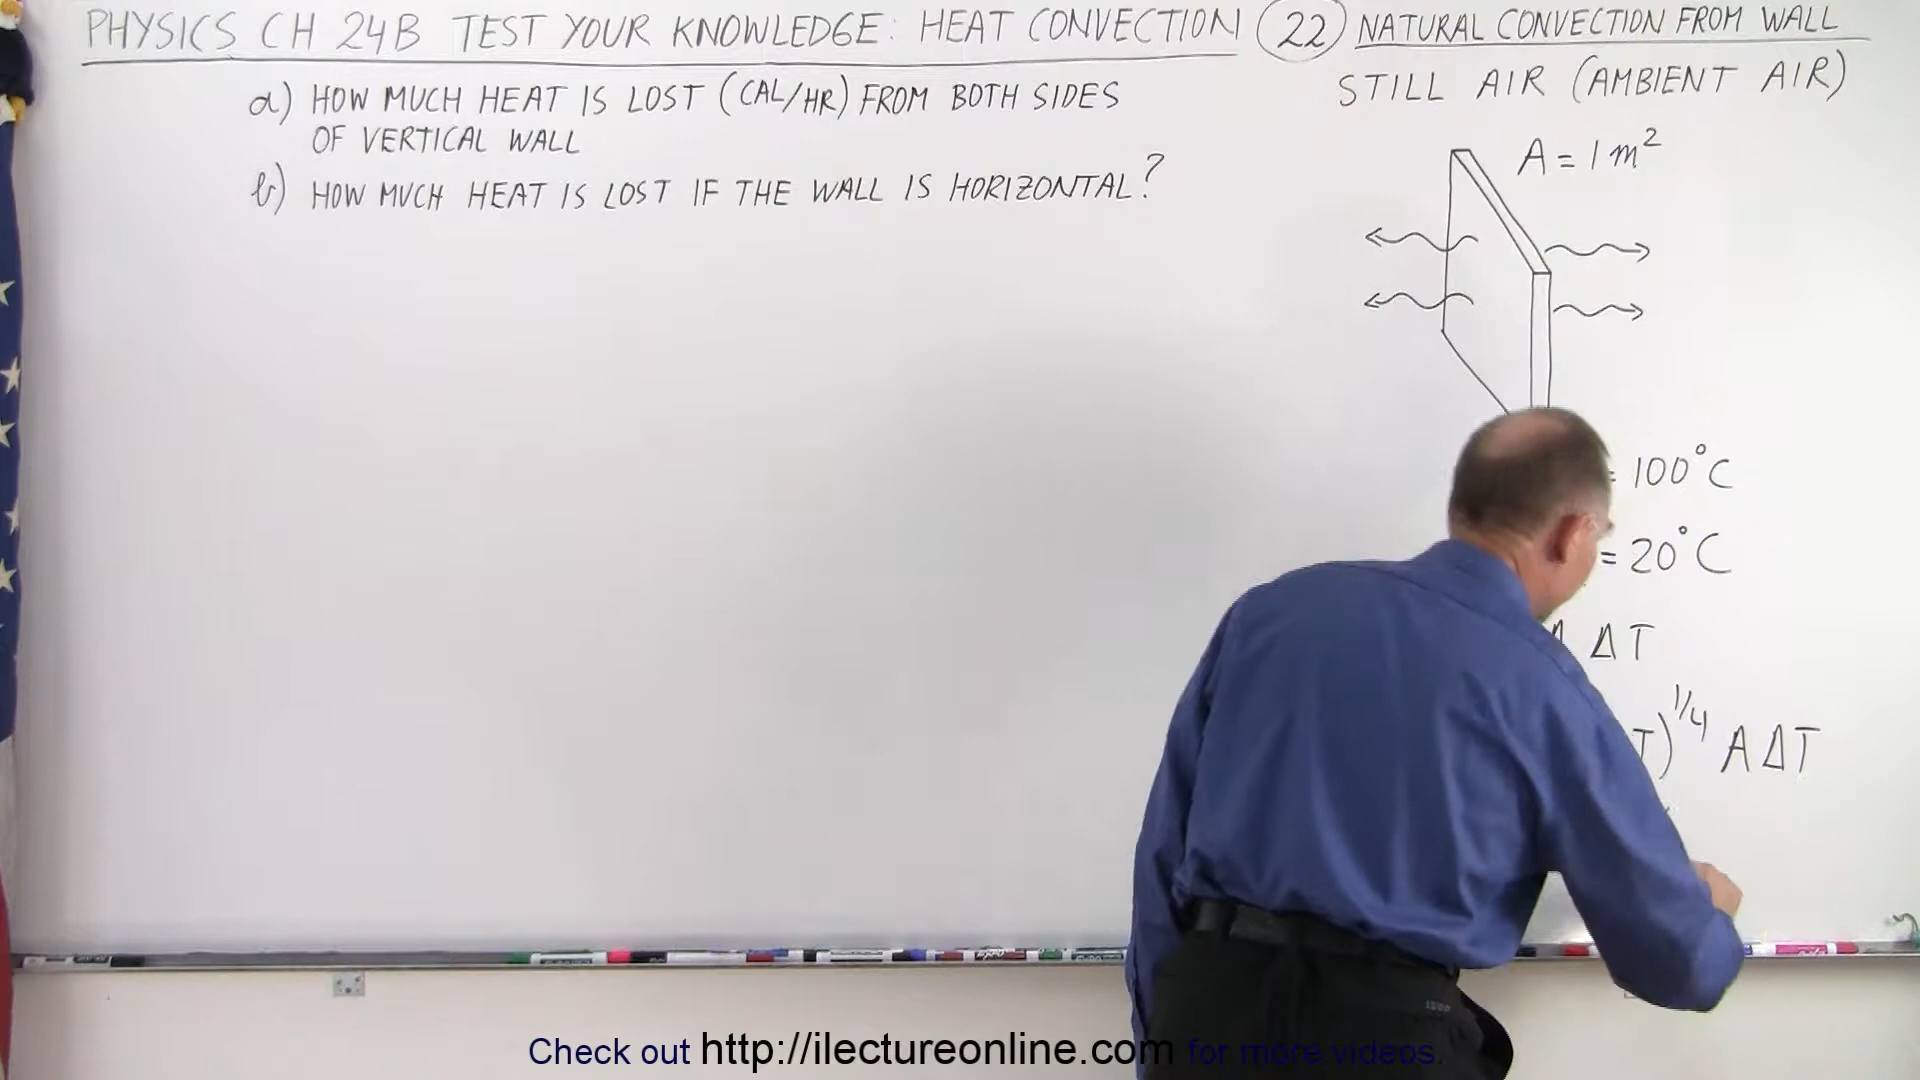 PHYSICS CH 24B TEST YOUR KNOWLEDGE: HEAT CONVECTION (22) NATURAL CONVECTION FROM WALL
STILL AIR (AMBIENT AIR)
a) HOW MUCH HEAT IS LOST (CAL/HR) FROM BOTH SIDES
OF VERTICAL WALL
b) HOW MUCH HEAT IS LOST IF THE WALL IS HORIZONTAL?
A = 1 m²
= 100°C
= 20°C
ΔT
T)^1/4 A ΔT
Check out http://ilectureonline.com for more videos.